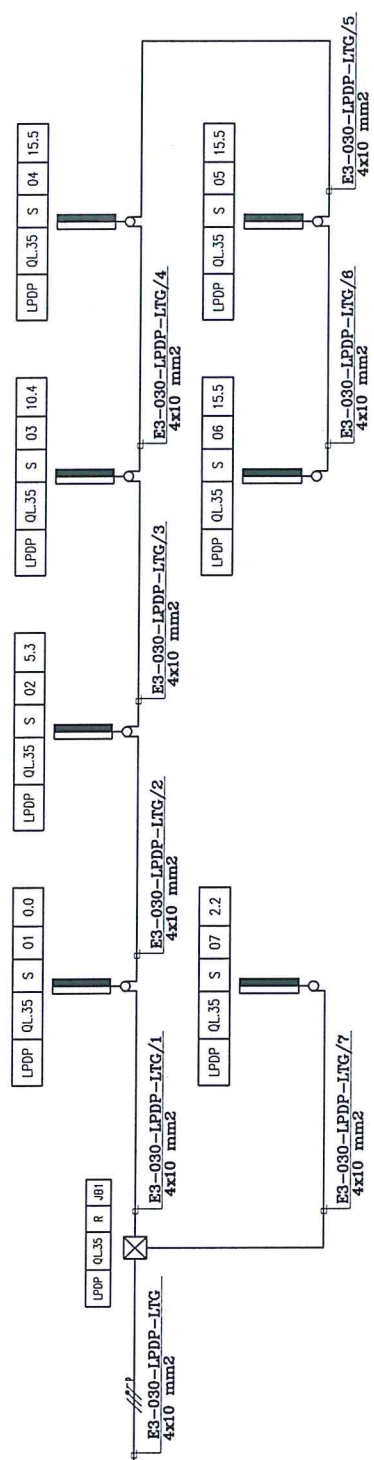 LPDP QL.35 R JB1
LPDP QL.35 S 01 0.0
LPDP QL.35 S 02 5.3
LPDP QL.35 S 03 10.4
LPDP QL.35 S 04 15.5
E3-030-LPDP-LTG
4x10 mm2
E3-030-LPDP-LTG/1
4x10 mm2
E3-030-LPDP-LTG/2
4x10 mm2
E3-030-LPDP-LTG/3
4x10 mm2
E3-030-LPDP-LTG/4
4x10 mm2
LPDP QL.35 S 07 2.2
LPDP QL.35 S 06 15.5
LPDP QL.35 S 05 15.5
E3-030-LPDP-LTG/7
4x10 mm2
E3-030-LPDP-LTG/6
4x10 mm2
E3-030-LPDP-LTG/5
4x10 mm2